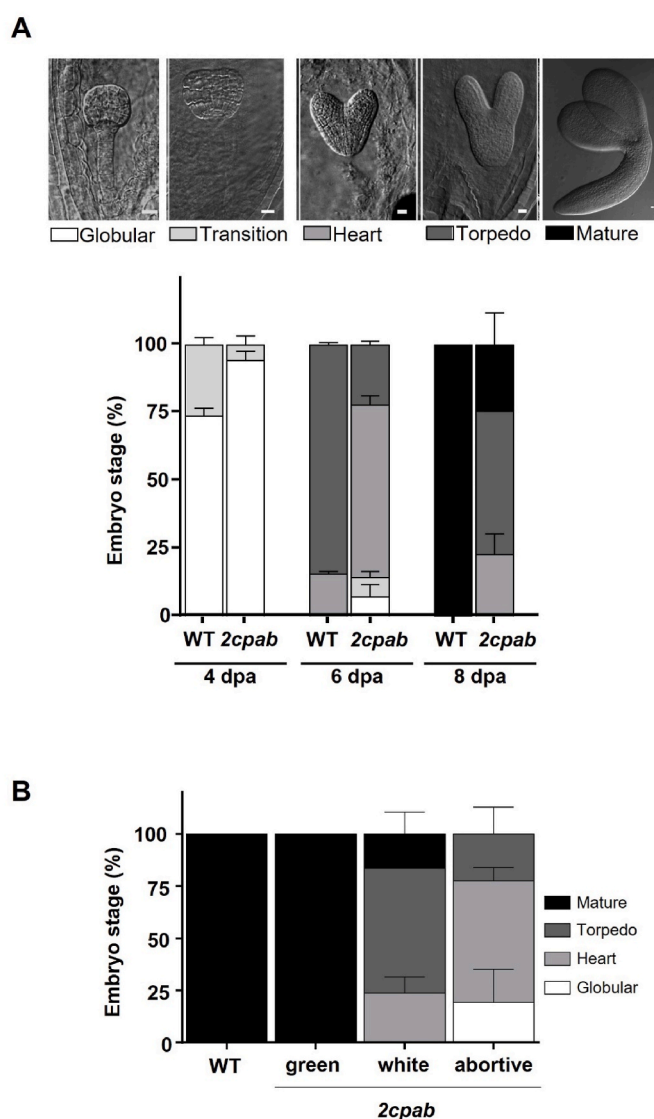 A
Globular Transition Heart Torpedo Mature
Embryo stage (%)
100
75
50
25
0
WT 2cpab WT 2cpab WT 2cpab
4 dpa 6 dpa 8 dpa
B
Embryo stage (%)
100
75
50
25
0
Mature
Torpedo
Heart
Globular
WT green white abortive
2cpab